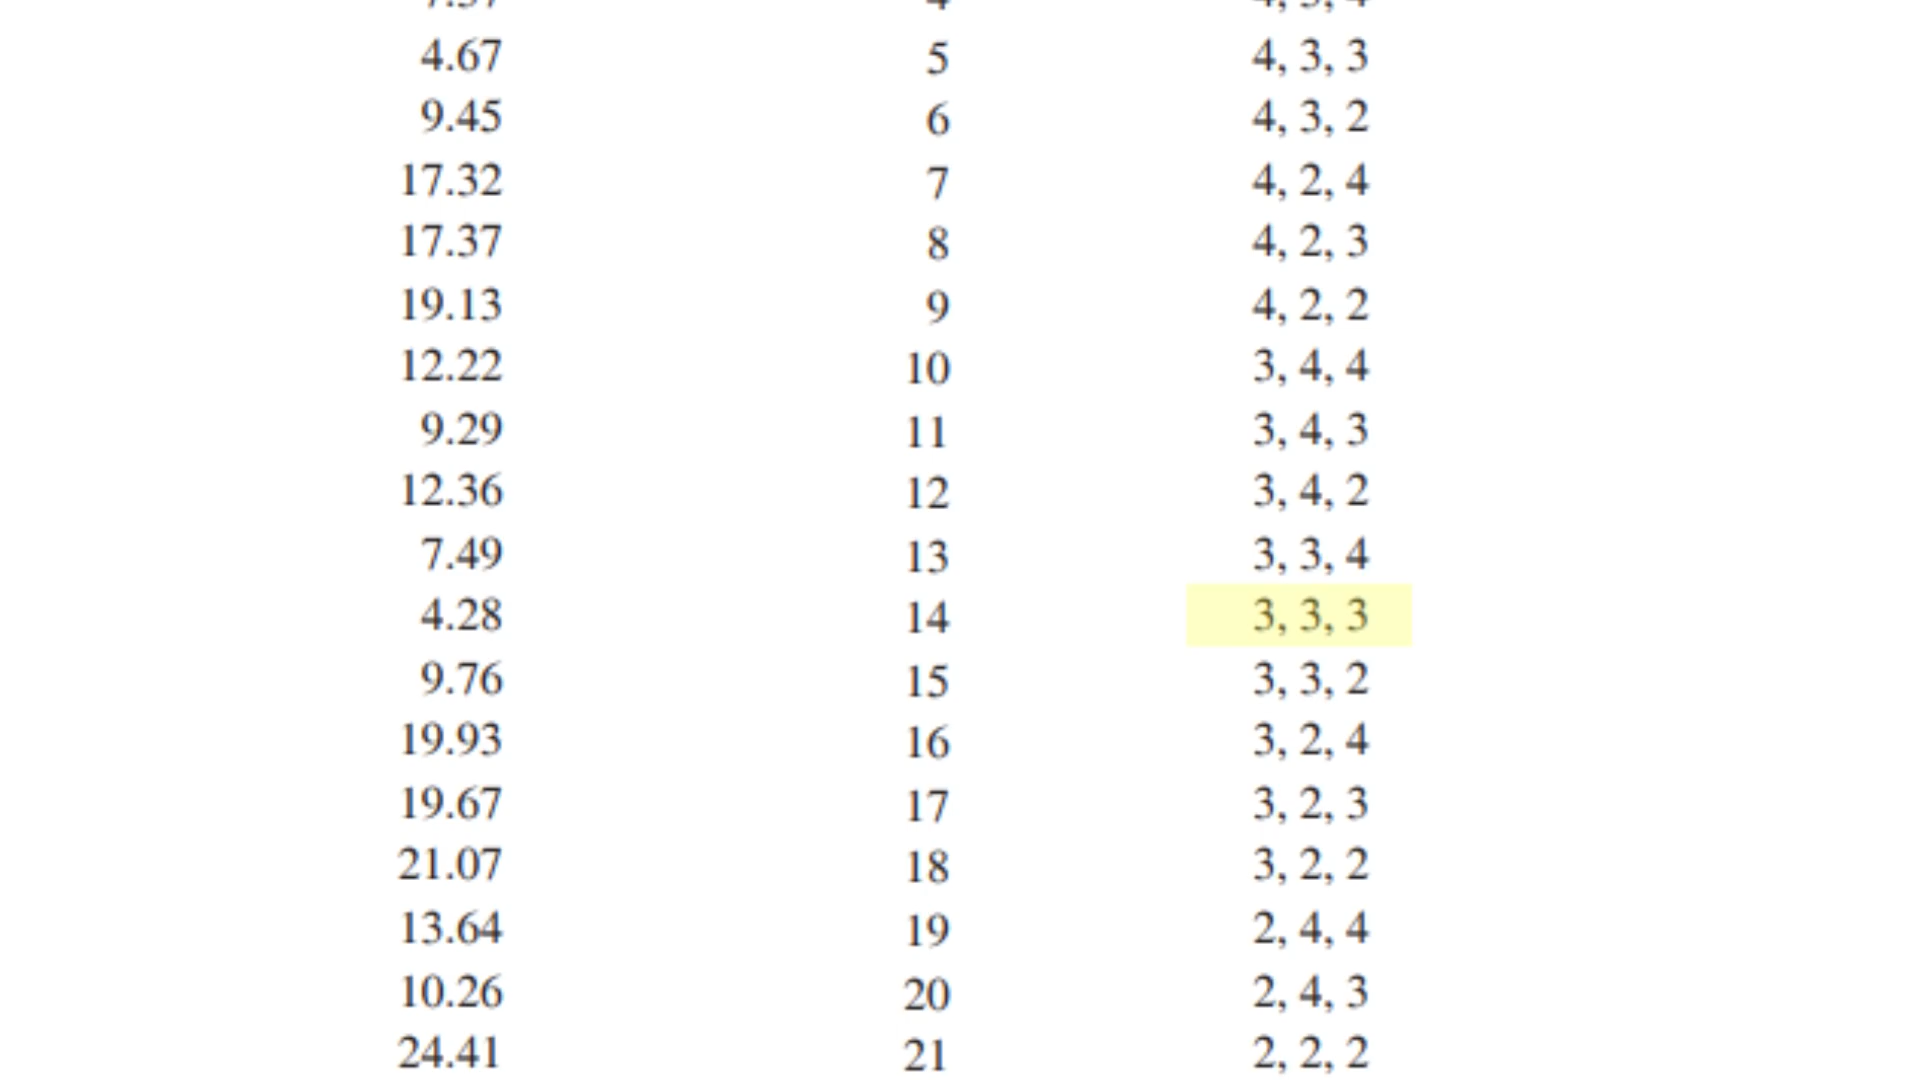 4.67 5 4, 3, 3
9.45 6 4, 3, 2
17.32 7 4, 2, 4
17.37 8 4, 2, 3
19.13 9 4, 2, 2
12.22 10 3, 4, 4
9.29 11 3, 4, 3
12.36 12 3, 4, 2
7.49 13 3, 3, 4
4.28 14 3, 3, 3
9.76 15 3, 3, 2
19.93 16 3, 2, 4
19.67 17 3, 2, 3
21.07 18 3, 2, 2
13.64 19 2, 4, 4
10.26 20 2, 4, 3
24.41 21 2, 2, 2